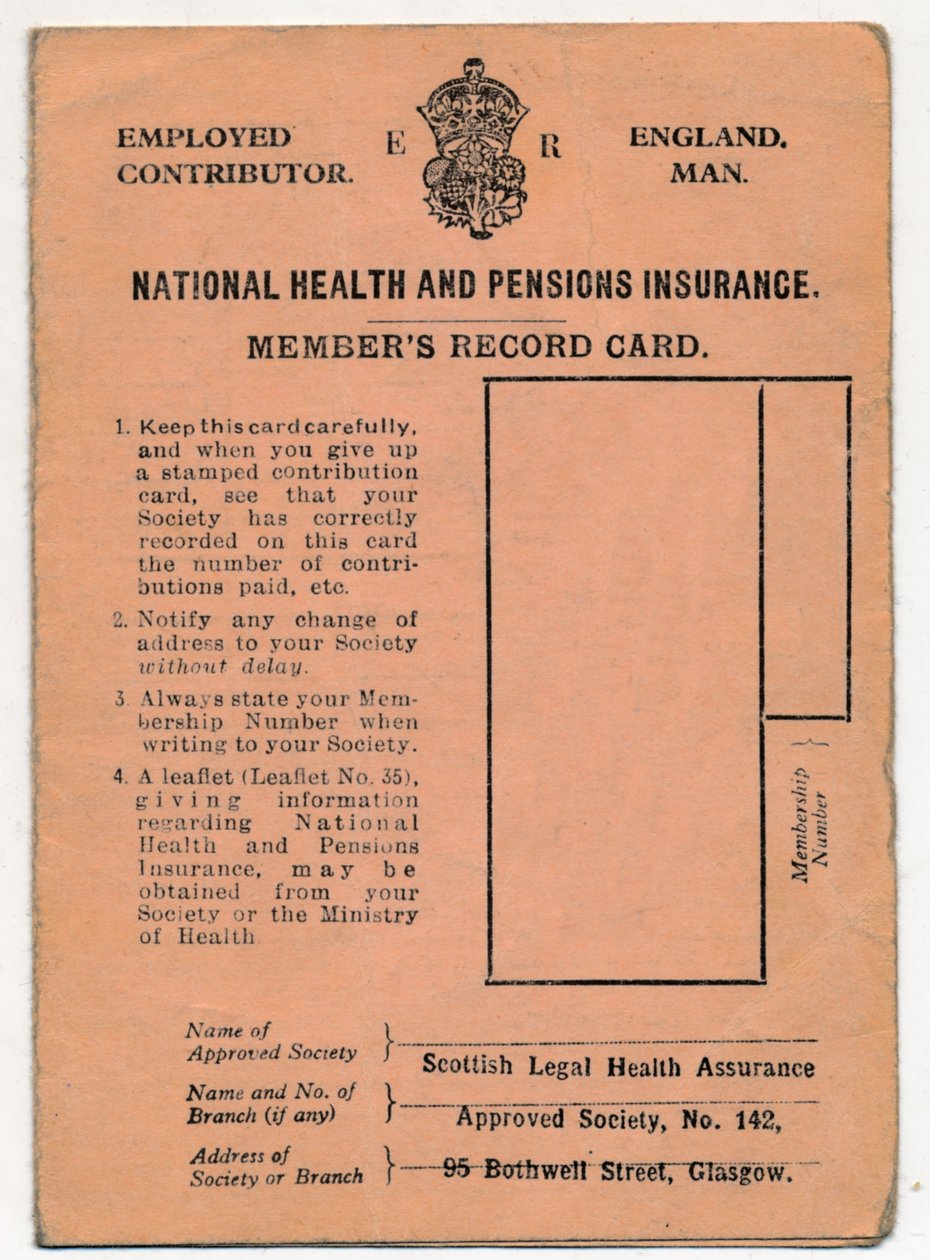 EMPLOYED
CONTRIBUTOR.
E R
ENGLAND.
MAN.
NATIONAL HEALTH AND PENSIONS INSURANCE.
MEMBER'S RECORD CARD.
1. Keep this card carefully,
and when you give up
a stamped contribution
card, see that your
Society has correctly
recorded on this card
the number of contri-
butions paid, etc.
2. Notify any change of
address to your Society
without delay.
3. Always state your Mem-
bership Number when
writing to your Society.
4. A leaflet (Leaflet No. 35),
giving information
regarding National
Health and Pensions
Insurance, may be
obtained from your
Society or the Ministry
of Health
Membership
Number
Name of
Approved Society
Scottish Legal Health Assurance
Name and No. of
Branch (if any)
Approved Society, No. 142,
Address of
Society or Branch
95 Bothwell Street, Glasgow.